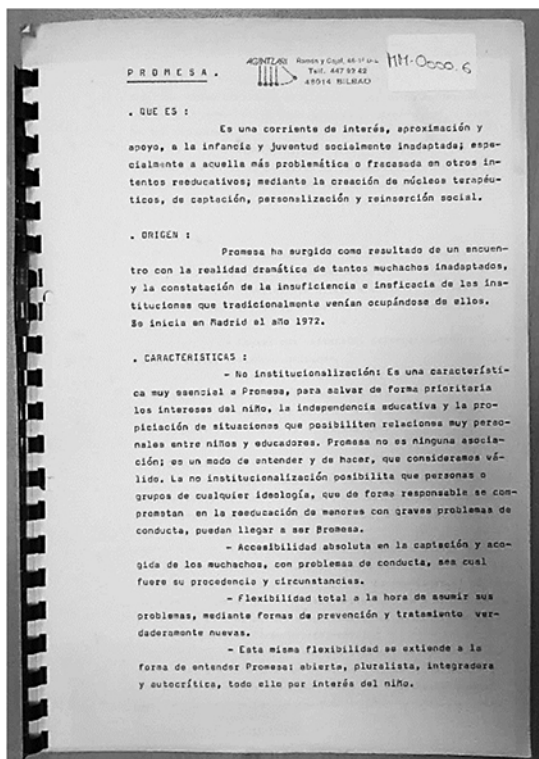 PROMESA.
AGINTZARI Ramón y Cajal, 45-1º
Telf. 447 99 42
48014 BILBAO
MM-0000.6
. QUE ES :
Es una corriente de interés, aproximación y
apoyo, a la infancia y juventud socialmente inadaptada; espe-
cialmente a aquella más problemática o fracasada en otros in-
tentos reeducativos; mediante la creación de núcleos terapéu-
ticos, de captación, personalización y reinserción social.
. ORIGEN :
Promesa ha surgido como resultado de un encuen-
tro con la realidad dramática de tantos muchachos inadaptados,
y la constatación de la insuficiencia e ineficacia de las ins-
tituciones que tradicionalmente venían ocupándose de ellos.
Se inicia en Madrid el año 1972.
. CARACTERISTICAS :
- No institucionalización: Es una característi-
ca muy esencial a Promesa, para salvar de forma prioritaria
los intereses del niño, la independencia educativa y la pro-
piciación de situaciones que posibiliten relaciones muy perso-
nales entre niños y educadores. Promesa no es ninguna asocia-
ción; es un modo de entender y de hacer, que consideramos vá-
lido. La no institucionalización posibilita que personas o
grupos de cualquier ideología, que de forma responsable se com-
prometan en la reeducación de menores con graves problemas de
conducta, puedan llegar a ser Promesa.
- Accesibilidad absoluta en la captación y aco-
gida de los muchachos, con problemas de conducta, sea cual
fuere su procedencia y circunstancias.
- Flexibilidad total a la hora de asumir sus
problemas, mediante formas de prevención y tratamiento ver-
daderamente nuevas.
- Esta misma flexibilidad se extiende a la
forma de entender Promesa: abierta, pluralista, integradora
y autocrítica, todo ello por interés del niño.